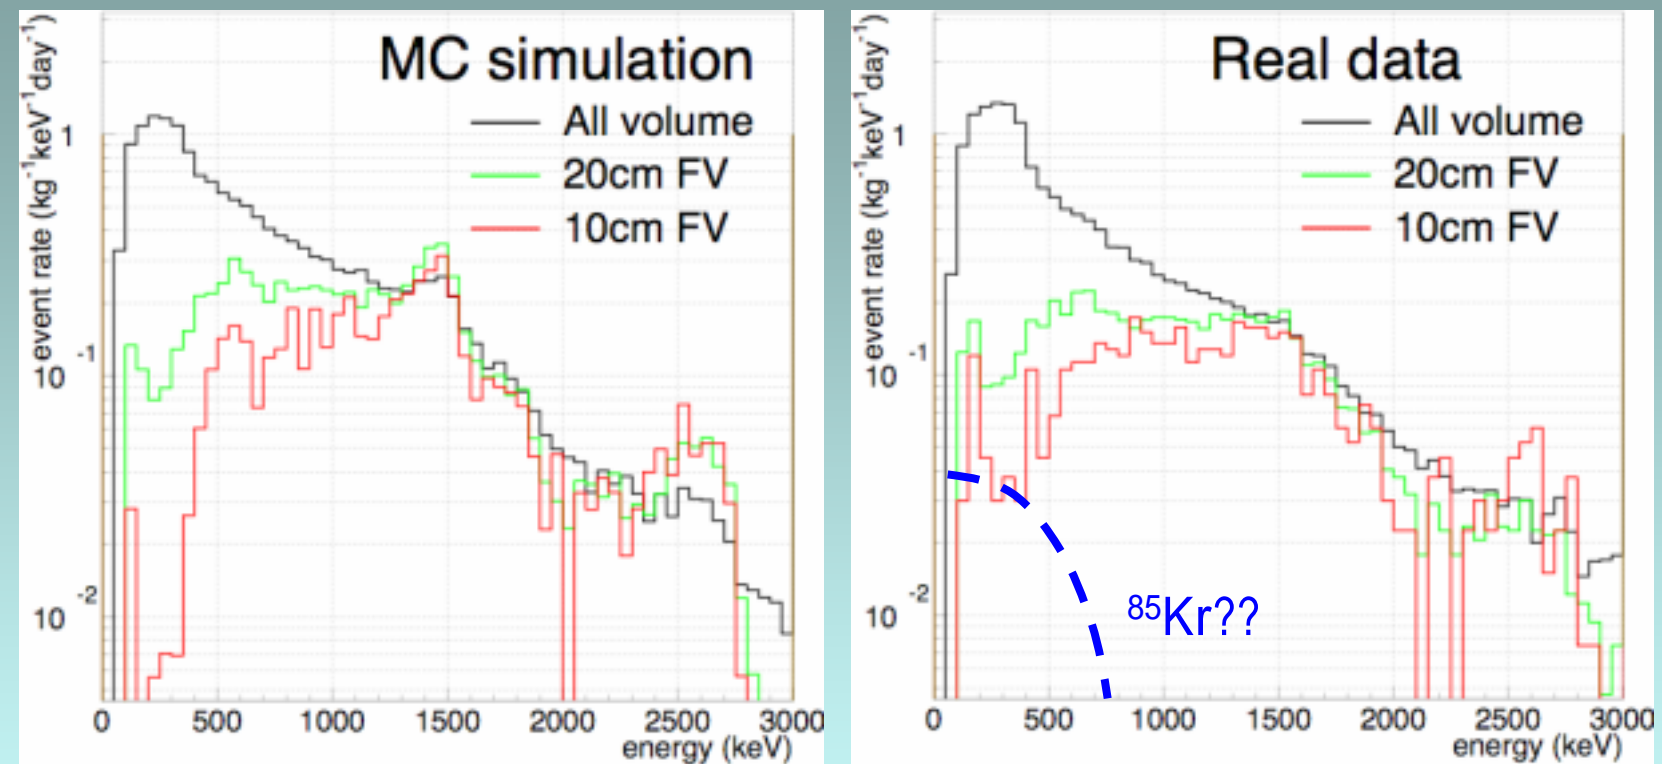 MC simulation
All volume
20cm FV
10cm FV
event rate (kg⁻¹keV⁻¹day⁻¹)
1
10⁻¹
10⁻²
0 500 1000 1500 2000 2500 3000
energy (keV)
Real data
All volume
20cm FV
10cm FV
event rate (kg⁻¹keV⁻¹day⁻¹)
1
10⁻¹
10⁻²
⁸⁵Kr??
0 500 1000 1500 2000 2500 3000
energy (keV)